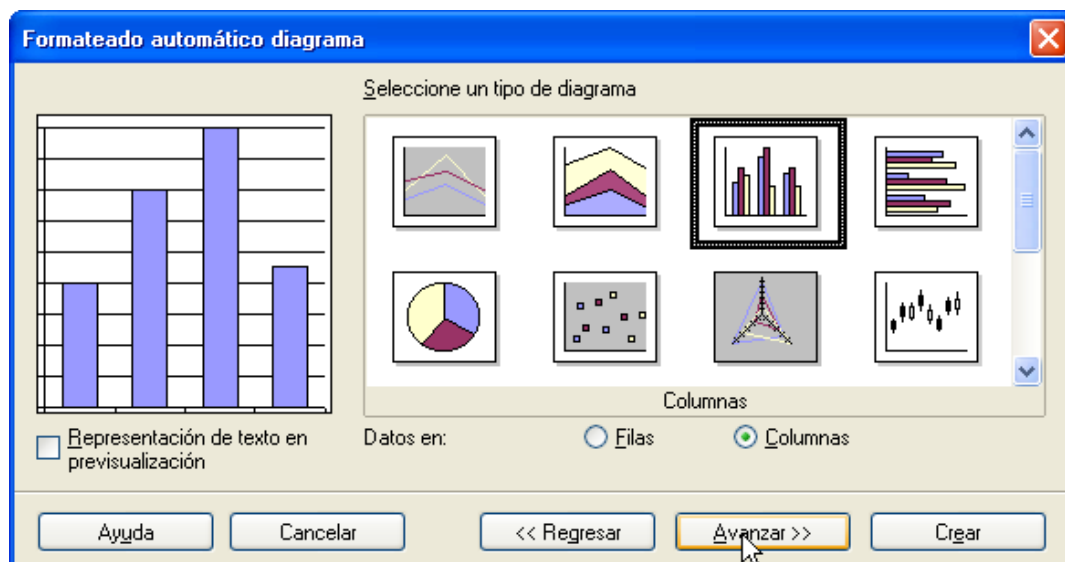 Formateado automático diagrama
Seleccione un tipo de diagrama
Columnas
Representación de texto en
previsualización
Datos en:
Filas
Columnas
Ayuda
Cancelar
<< Regresar
Avanzar >>
Crear